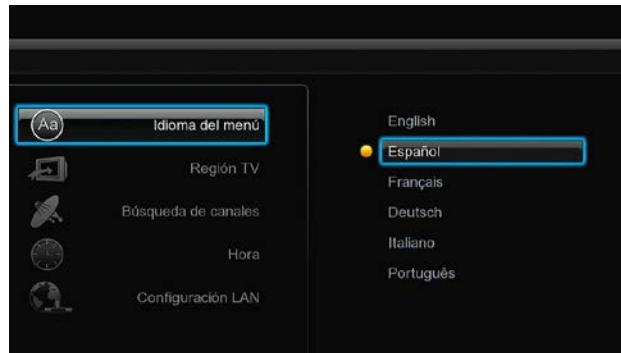 Aa
Idioma del menú
Región TV
Búsqueda de canales
Hora
Configuración LAN
English
Español
Français
Deutsch
Italiano
Português